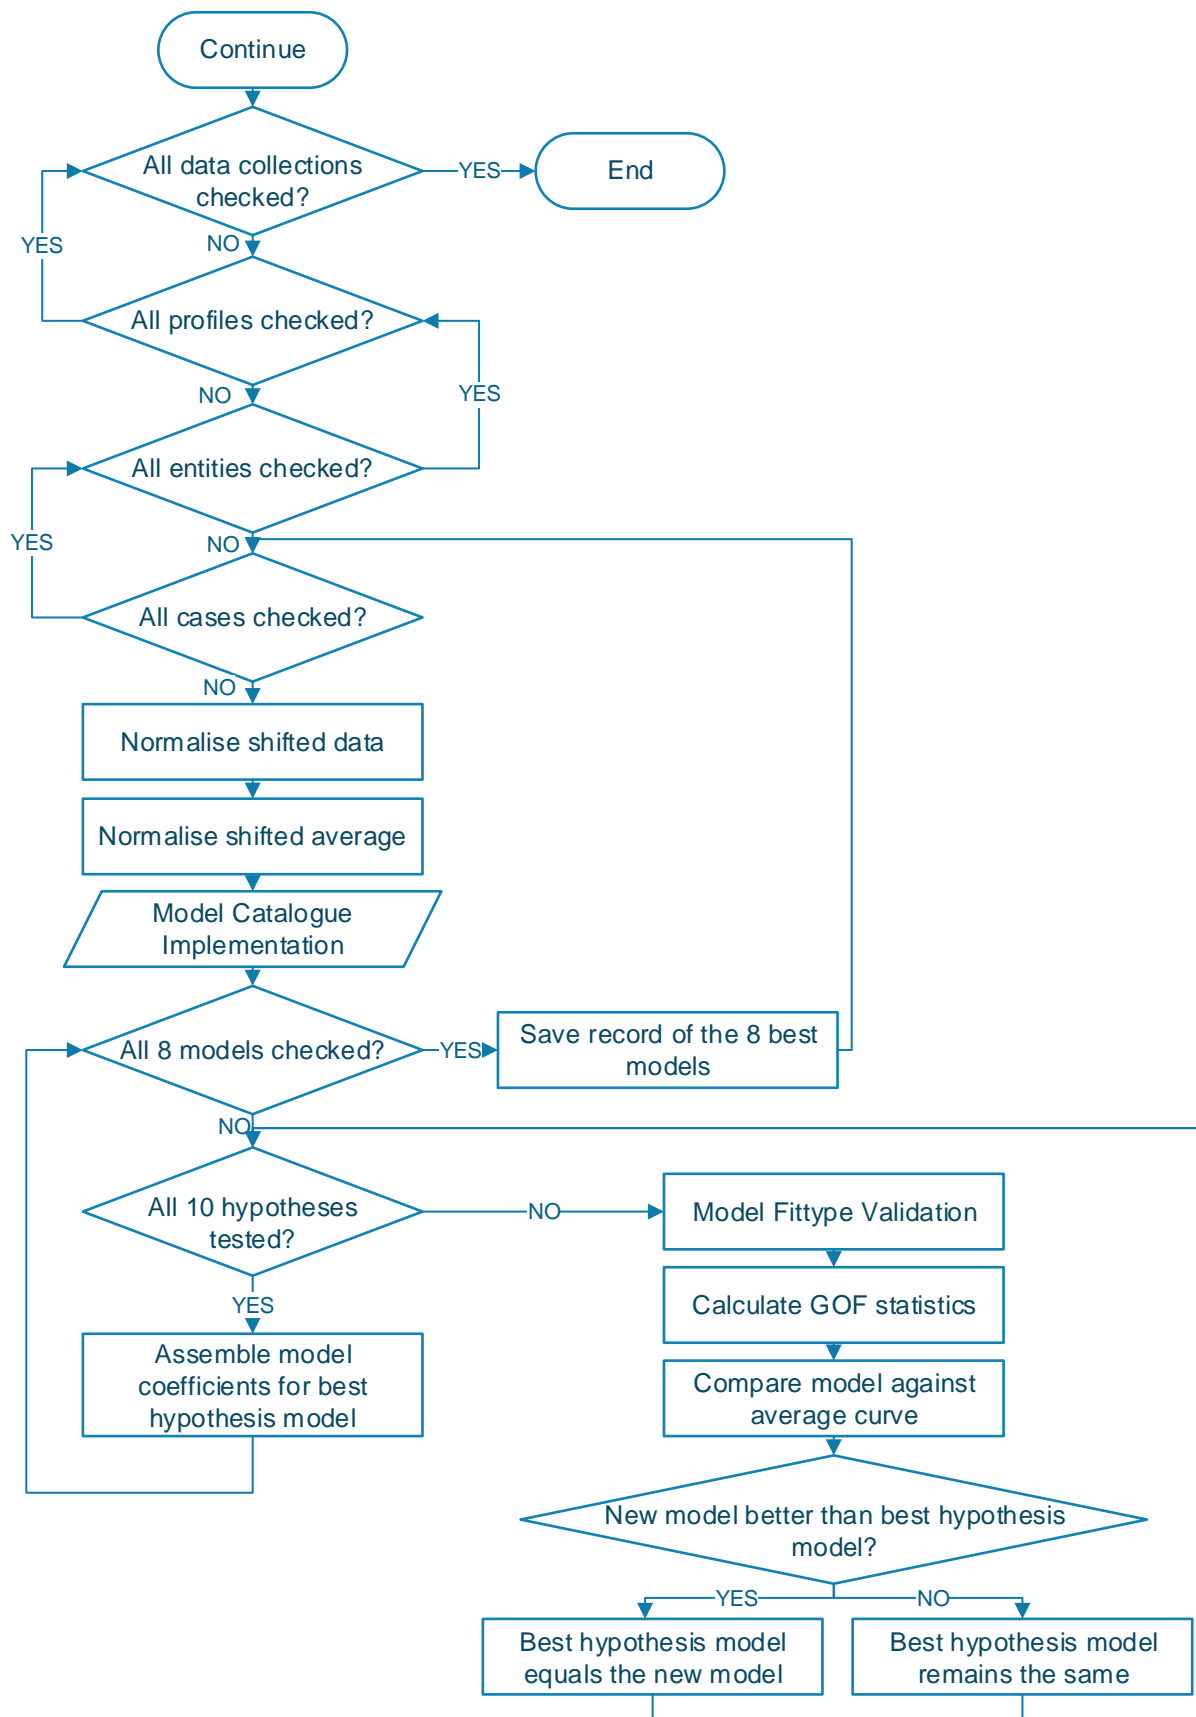 Continue
All data collections
checked?
YES
End
YES
NO
All profiles checked?
NO
YES
All entities checked?
YES
NO
All cases checked?
NO
Normalise shifted data
Normalise shifted average
Model Catalogue
Implementation
All 8 models checked?
YES
Save record of the 8 best
models
NO
All 10 hypotheses
tested?
NO
Model Fittype Validation
Calculate GOF statistics
YES
Assemble model
coefficients for best
hypothesis model
Compare model against
average curve
New model better than best hypothesis
model?
YES
NO
Best hypothesis model
equals the new model
Best hypothesis model
remains the same